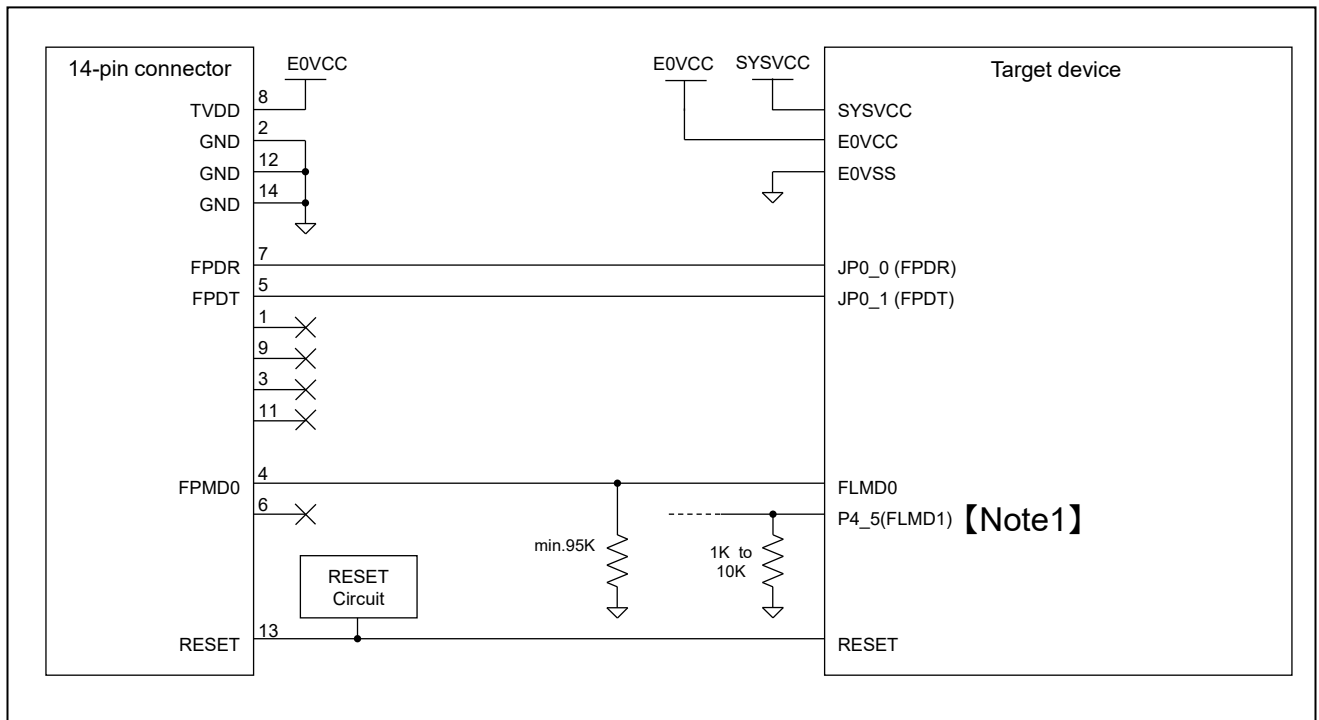 14-pin connector
E0VCC
E0VCC
SYSVCC
Target device
8
TVDD
SYSVCC
2
GND
E0VCC
12
GND
E0VSS
14
GND
7
FPDR
JP0_0 (FPDR)
5
FPDT
JP0_1 (FPDT)
1
9
3
11
4
FPMD0
FLMD0
6
P4_5(FLMD1)【Note1】
min.95K
1K to
10K
RESET
Circuit
13
RESET
RESET